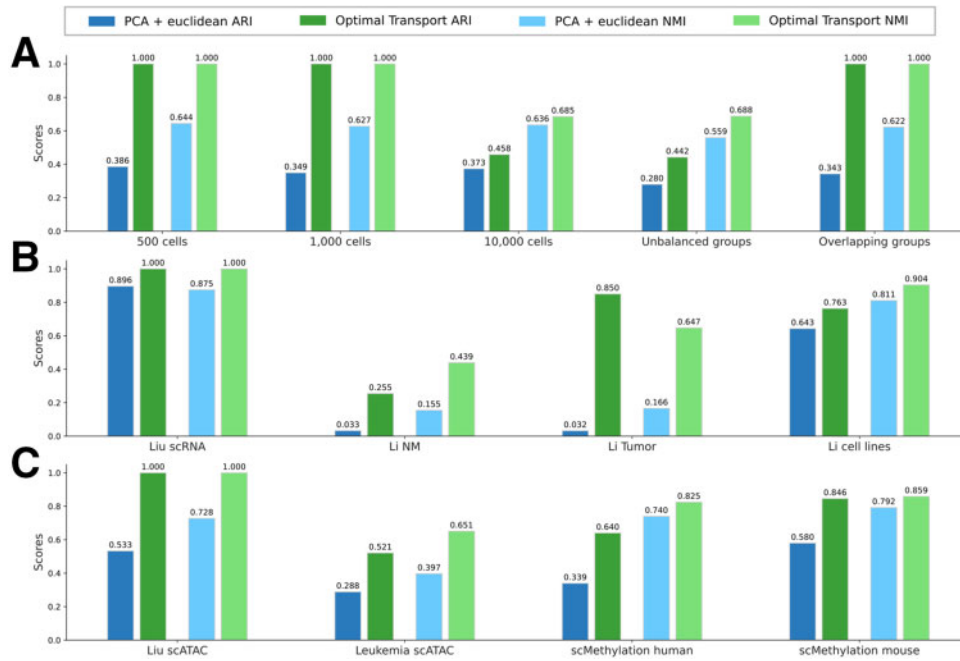 PCA + euclidean ARI Optimal Transport ARI PCA + euclidean NMI Optimal Transport NMI
A
Scores
1.0
0.8
0.6
0.4
0.2
0.0
0.386 1.000 0.644 1.000 0.349 1.000 0.627 1.000 0.373 0.458 0.636 0.685 0.280 0.442 0.559 0.688 0.343 1.000 0.622 1.000
500 cells 1,000 cells 10,000 cells Unbalanced groups Overlapping groups
B
Scores
1.0
0.8
0.6
0.4
0.2
0.0
0.896 1.000 0.875 1.000 0.033 0.255 0.155 0.439 0.032 0.850 0.166 0.647 0.643 0.763 0.811 0.904
Liu scRNA Li NM Li Tumor Li cell lines
C
Scores
1.0
0.8
0.6
0.4
0.2
0.0
0.533 1.000 0.728 1.000 0.288 0.521 0.397 0.651 0.339 0.640 0.740 0.825 0.580 0.846 0.792 0.859
Liu scATAC Leukemia scATAC scMethylation human scMethylation mouse